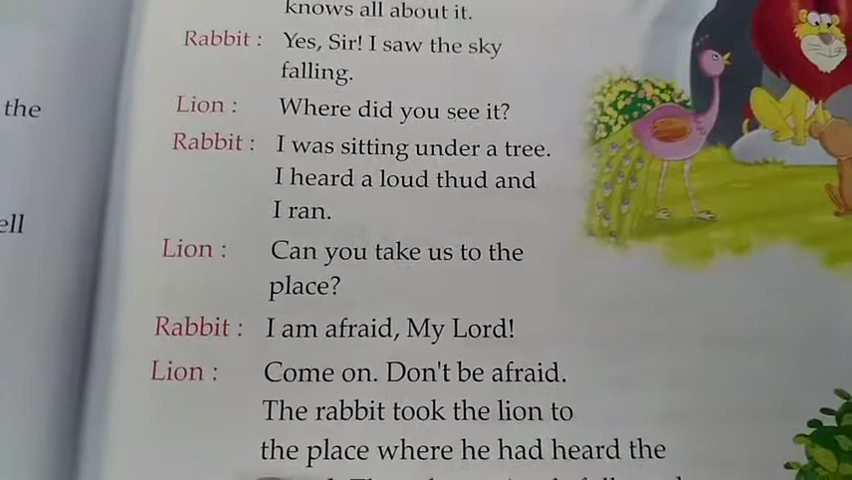 the
ell
knows all about it.
Rabbit : Yes, Sir! I saw the sky
falling.
Lion : Where did you see it?
Rabbit : I was sitting under a tree.
I heard a loud thud and
I ran.
Lion : Can you take us to the
place?
Rabbit : I am afraid, My Lord!
Lion : Come on. Don't be afraid.
The rabbit took the lion to
the place where he had heard the